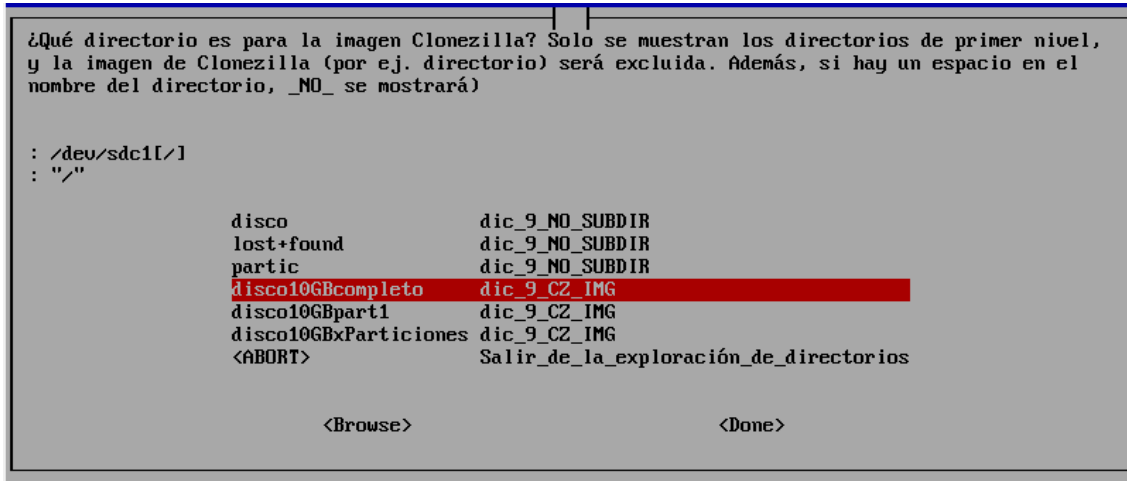 ¿Qué directorio es para la imagen Clonezilla? Solo se muestran los directorios de primer nivel,
y la imagen de Clonezilla (por ej. directorio) será excluida. Además, si hay un espacio en el
nombre del directorio, _NO_ se mostrará)
: /dev/sdc1[/]
: "/"
disco dic_9_NO_SUBDIR
lost+found dic_9_NO_SUBDIR
partic dic_9_NO_SUBDIR
disco10GBcompleto dic_9_CZ_IMG
disco10GBpart1 dic_9_CZ_IMG
disco10GBxParticiones dic_9_CZ_IMG
<ABORT> Salir_de_la_exploración_de_directorios
<Browse> <Done>